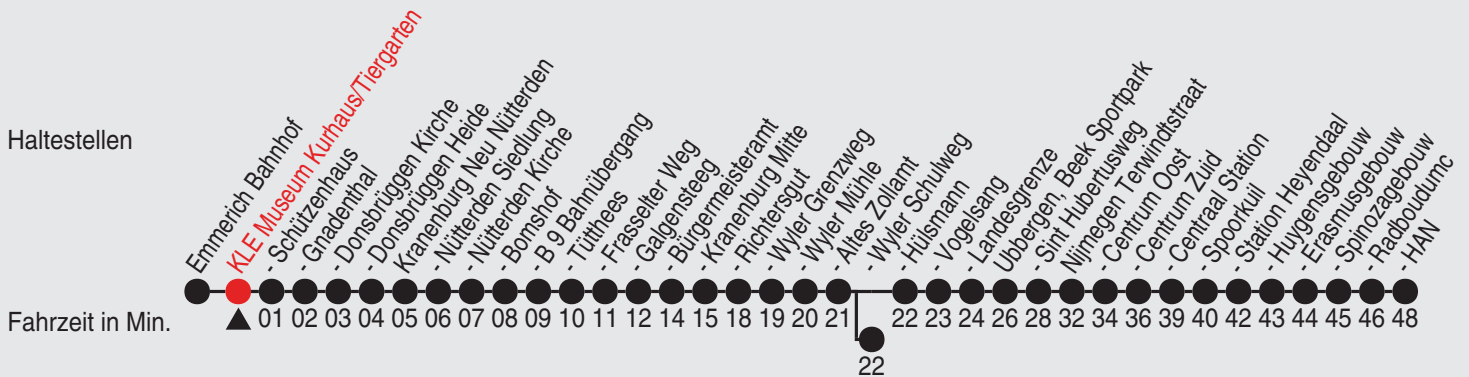 Haltestellen
Emmerich Bahnhof
KLE Museum Kurhaus/Tiergarten
- Schützenhaus
- Gnadenthal
- Donsbrüggen Kirche
- Donsbrüggen Heide
Kranenburg Neu Nütterden
- Nütterden Siedlung
- Nütterden Kirche
- Bomshof
- B 9 Bahnübergang
- Tütthees
- Frasselter Weg
- Galgensteeg
- Bürgermeisteramt
- Kranenburg Mitte
- Richtersgut
- Wyler Grenzweg
- Wyler Mühle
- Altes Zollamt
- Wyler Schulweg
- Hülsmann
- Vogelsang
- Landesgrenze
Ubbergen, Beek Sportpark
- Sint Hubertusweg
Nijmegen Terwindtstraat
- Centrum Oost
- Centrum Zuid
- Centraal Station
- Spoorkuil
- Station Heyendaal
- Huygensgebouw
- Erasmusgebouw
- Spinozagebouw
- Radboudumc
- HAN
Fahrzeit in Min. ▲ 01 02 03 04 05 06 07 08 09 10 11 12 14 15 18 19 20 21 22 23 24 26 28 32 34 36 39 40 42 43 44 45 46 48
22